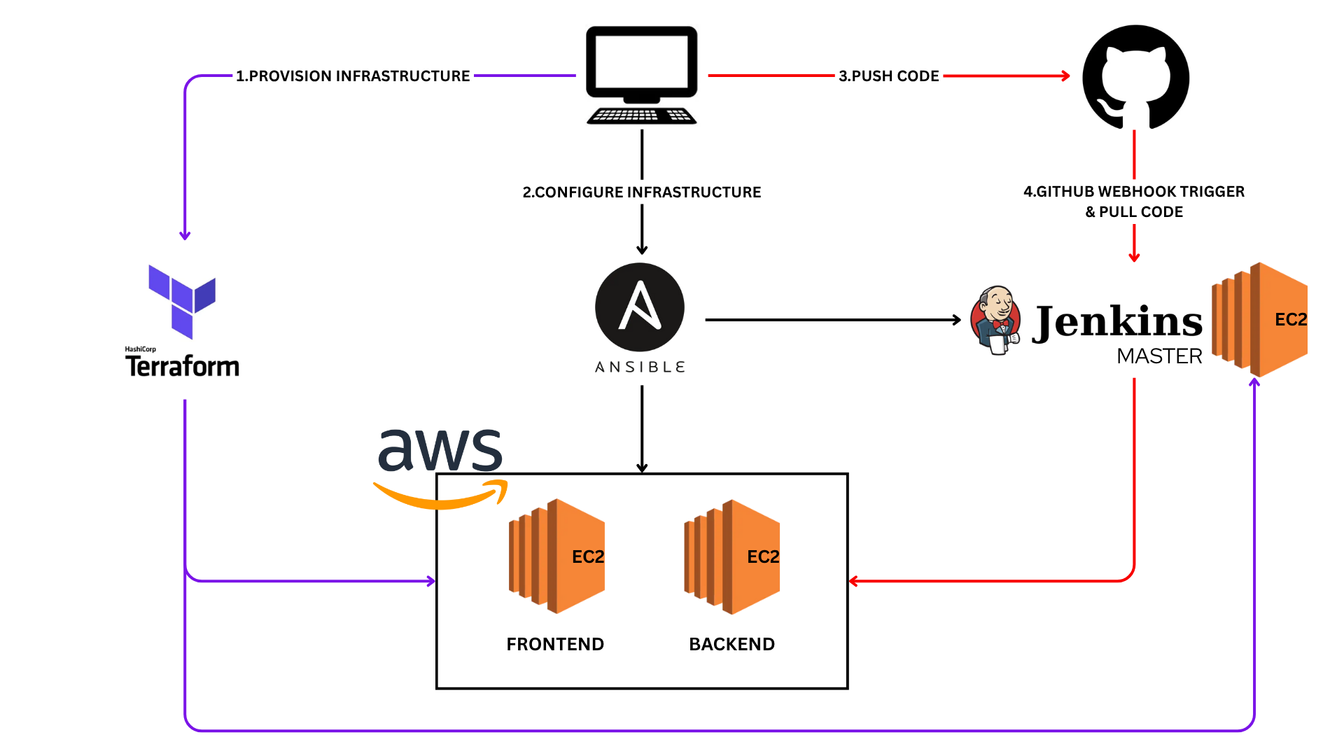 1.PROVISION INFRASTRUCTURE
3.PUSH CODE
2.CONFIGURE INFRASTRUCTURE
4.GITHUB WEBHOOK TRIGGER
& PULL CODE
HashiCorp
Terraform
ANSIBLE
Jenkins
MASTER
EC2
aws
EC2
EC2
FRONTEND
BACKEND